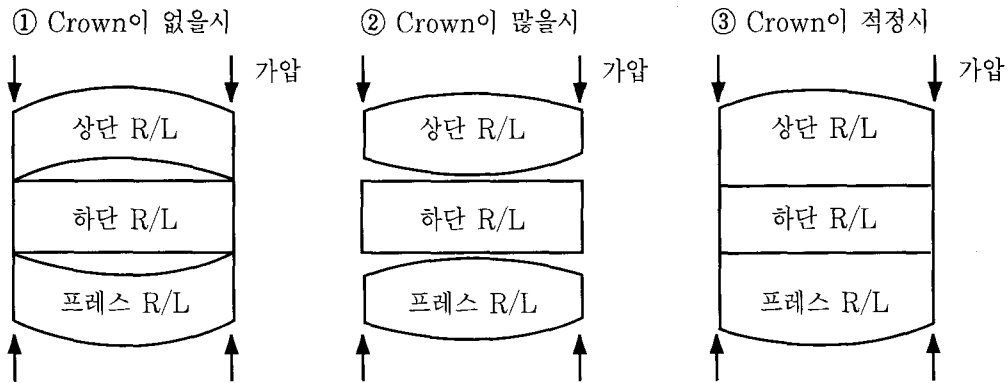 ① Crown이 없을시
가압
상단 R/L
하단 R/L
프레스 R/L
② Crown이 많을시
가압
상단 R/L
하단 R/L
프레스 R/L
③ Crown이 적정시
가압
상단 R/L
하단 R/L
프레스 R/L